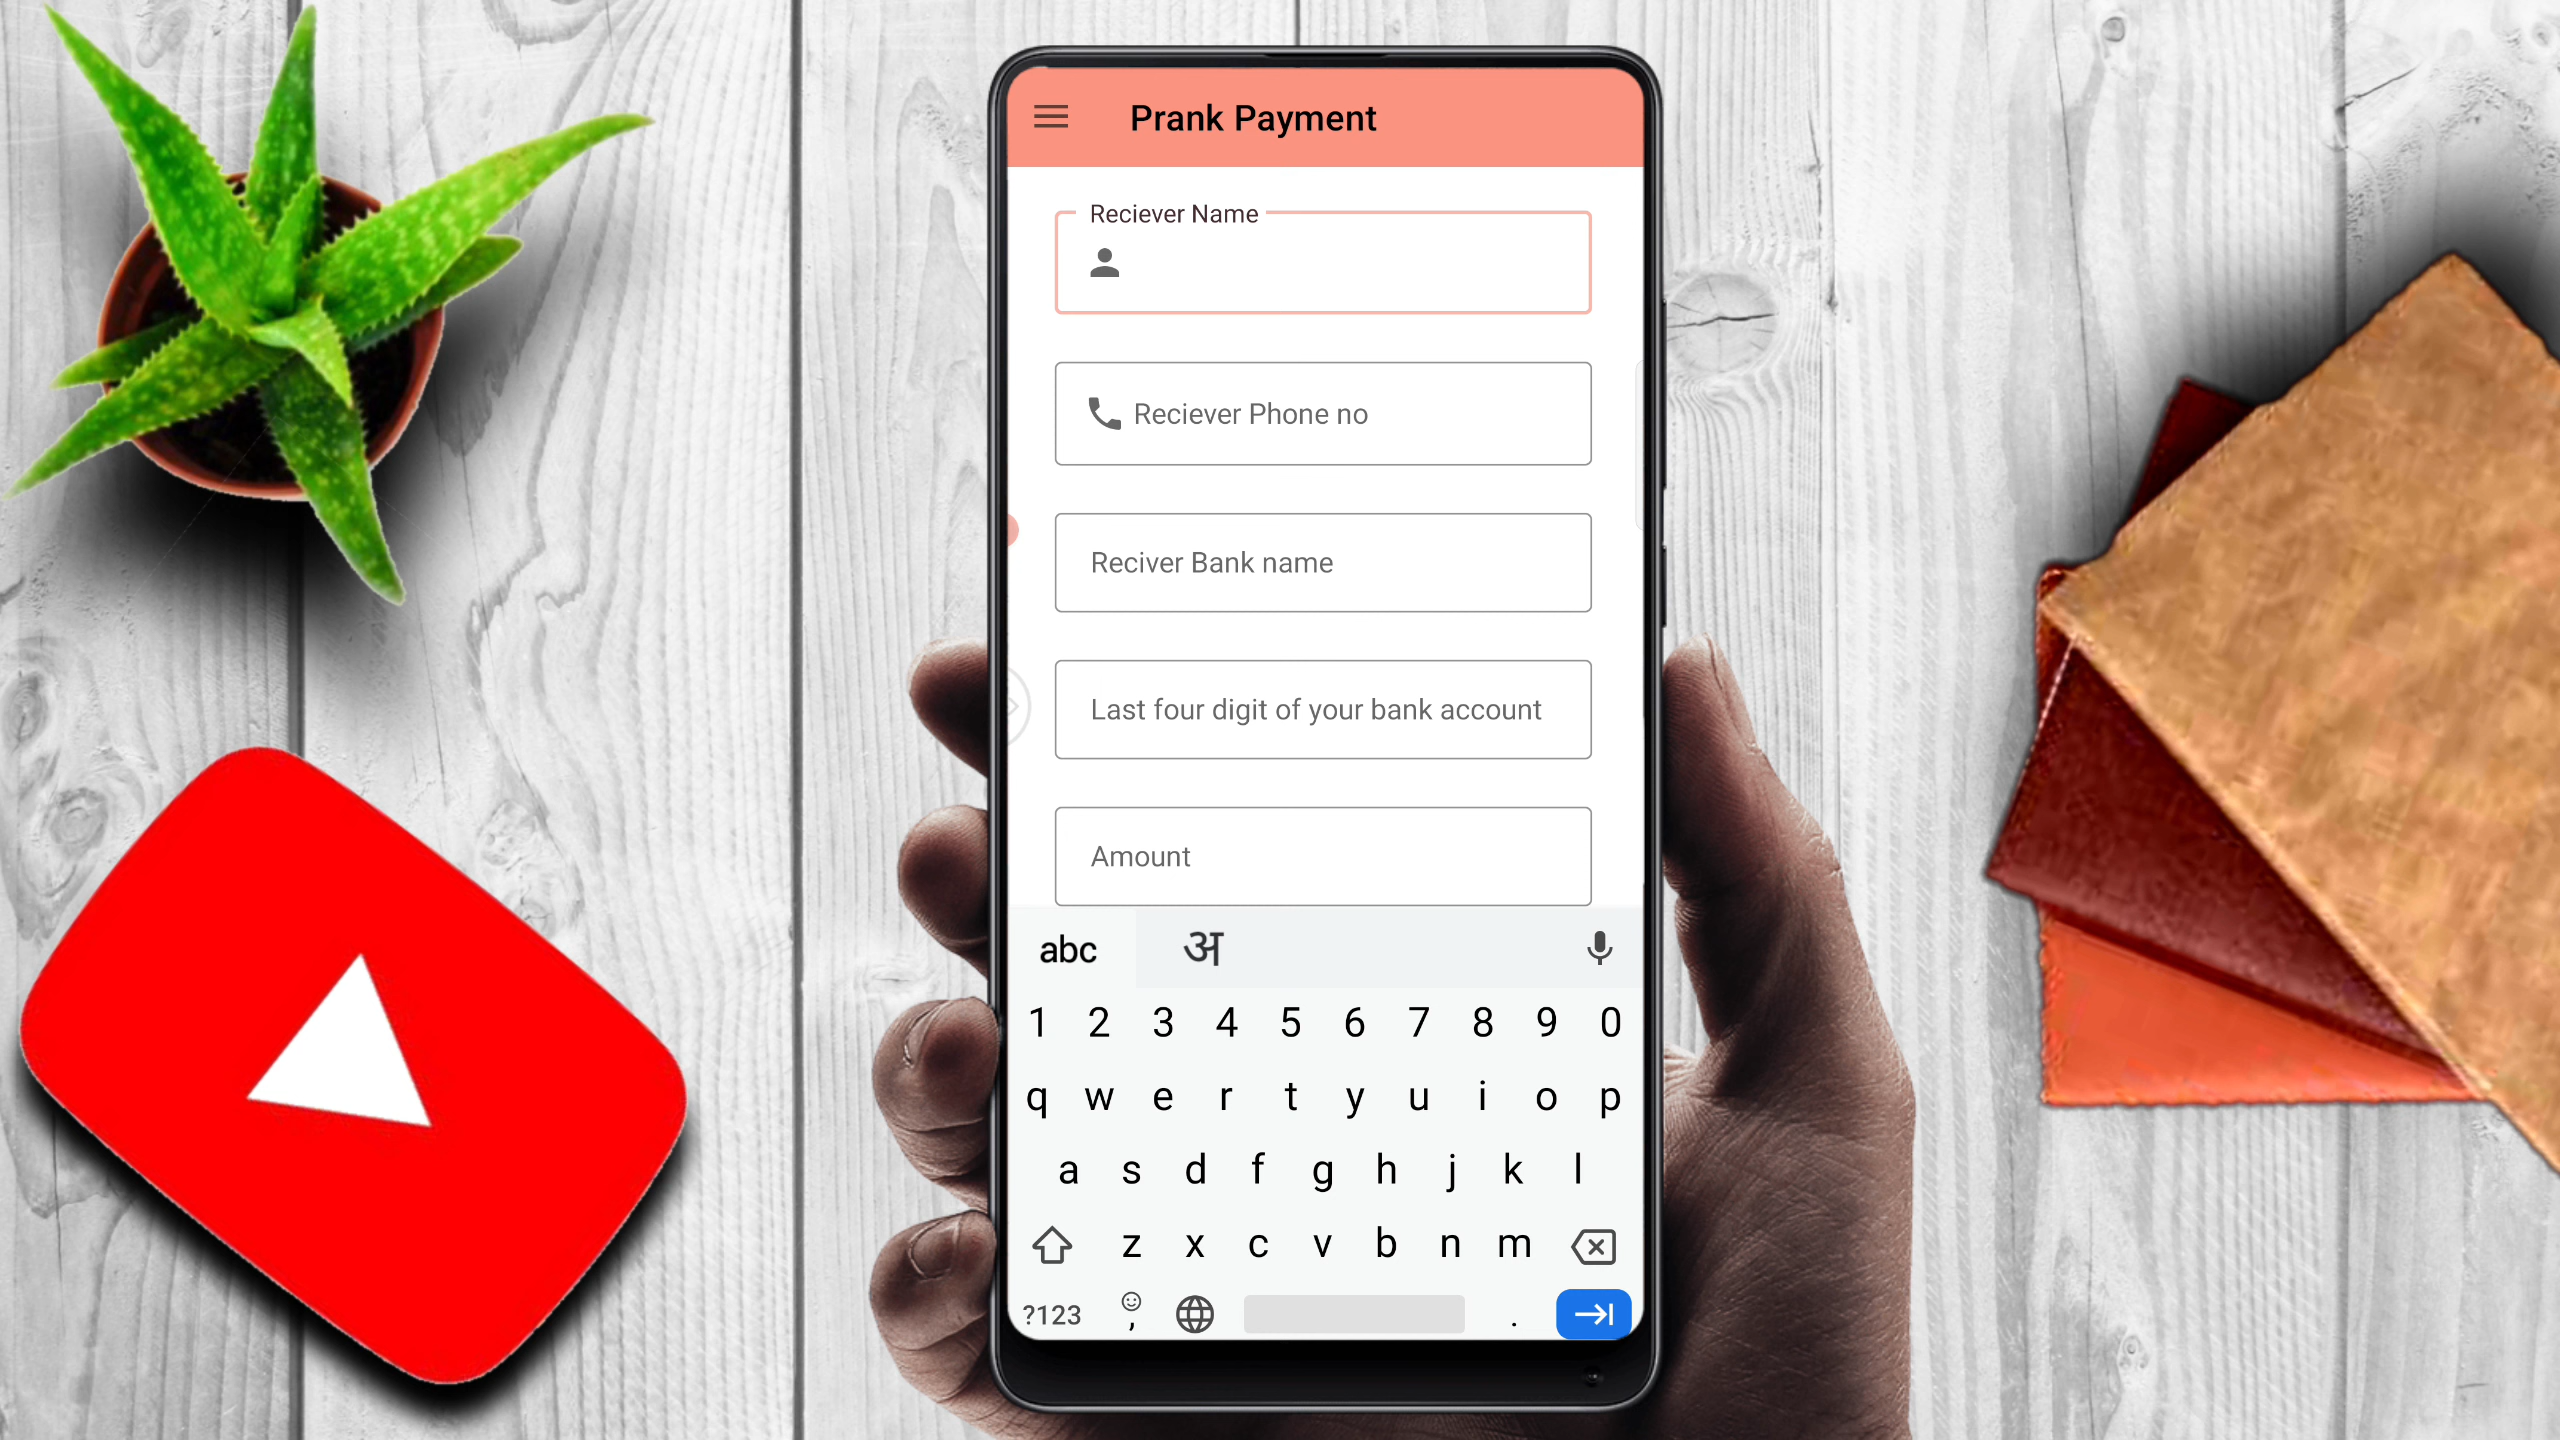 Prank Payment
Reciever Name
Reciever Phone no
Reciver Bank name
Last four digit of your bank account
Amount
abc अ
1 2 3 4 5 6 7 8 9 0
q w e r t y u i o p
a s d f g h j k l
z x c v b n m
?123 , .